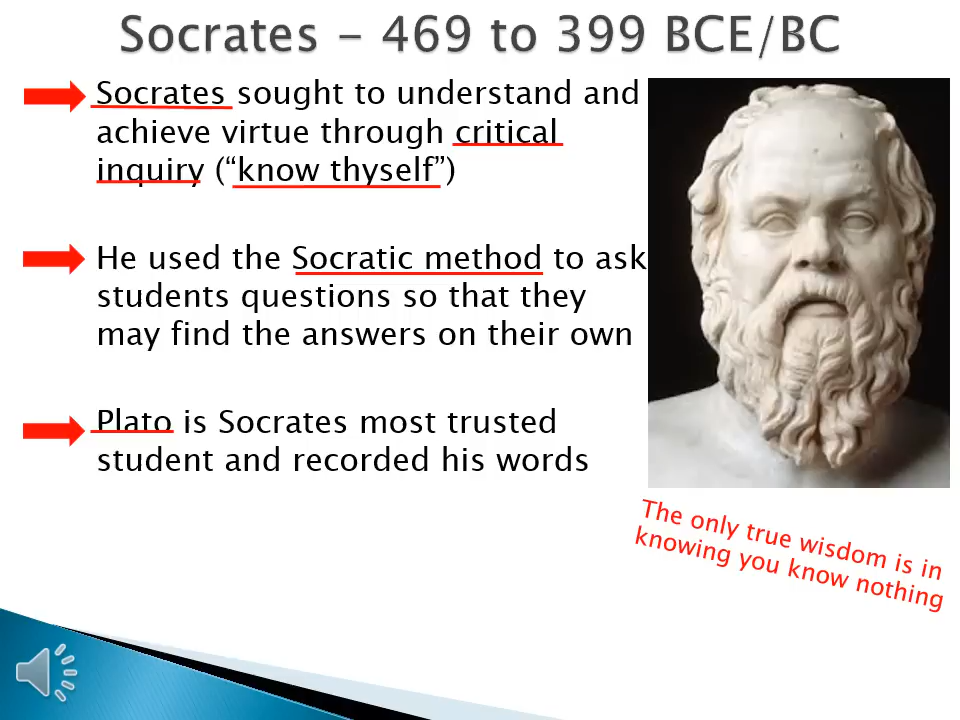 Socrates – 469 to 399 BCE/BC
Socrates sought to understand and
achieve virtue through critical
inquiry (“know thyself”)
He used the Socratic method to ask
students questions so that they
may find the answers on their own
Plato is Socrates most trusted
student and recorded his words
The only true wisdom is in
knowing you know nothing